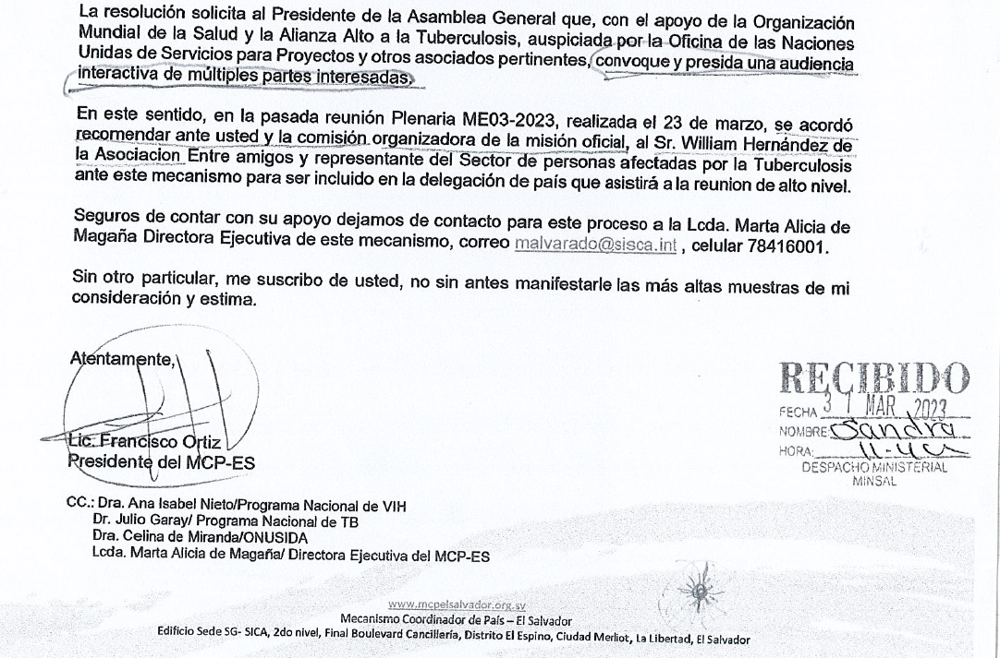 La resolución solicita al Presidente de la Asamblea General que, con el apoyo de la Organización
Mundial de la Salud y la Alianza Alto a la Tuberculosis, auspiciada por la Oficina de las Naciones
Unidas de Servicios para Proyectos y otros asociados pertinentes, convoque y presida una audiencia
interactiva de múltiples partes interesadas.
En este sentido, en la pasada reunión Plenaria ME03-2023, realizada el 23 de marzo, se acordó
recomendar ante usted y la comisión organizadora de la misión oficial, al Sr. William Hernández de
la Asociacion Entre amigos y representante del Sector de personas afectadas por la Tuberculosis
ante este mecanismo para ser incluido en la delegación de país que asistirá a la reunion de alto nivel.
Seguros de contar con su apoyo dejamos de contacto para este proceso a la Lcda. Marta Alicia de
Magaña Directora Ejecutiva de este mecanismo, correo malvarado@sisca.int , celular 78416001.
Sin otro particular, me suscribo de usted, no sin antes manifestarle las más altas muestras de mi
consideración y estima.
Atentamente,
Lic. Francisco Ortiz
Presidente del MCP-ES
RECIBIDO
FECHA 31 MAR 2023
NOMBRE: Sandra
HORA:
DESPACHO MINISTERIAL
MINSAL
CC.: Dra. Ana Isabel Nieto/Programa Nacional de VIH
Dr. Julio Garay/ Programa Nacional de TB
Dra. Celina de Miranda/ONUSIDA
Lcda. Marta Alicia de Magaña/ Directora Ejecutiva del MCP-ES
www.mcpelsalvador.org.sv
Mecanismo Coordinador de País – El Salvador
Edificio Sede SG- SICA, 2do nivel, Final Boulevard Cancillería, Distrito El Espino, Ciudad Merliot, La Libertad, El Salvador